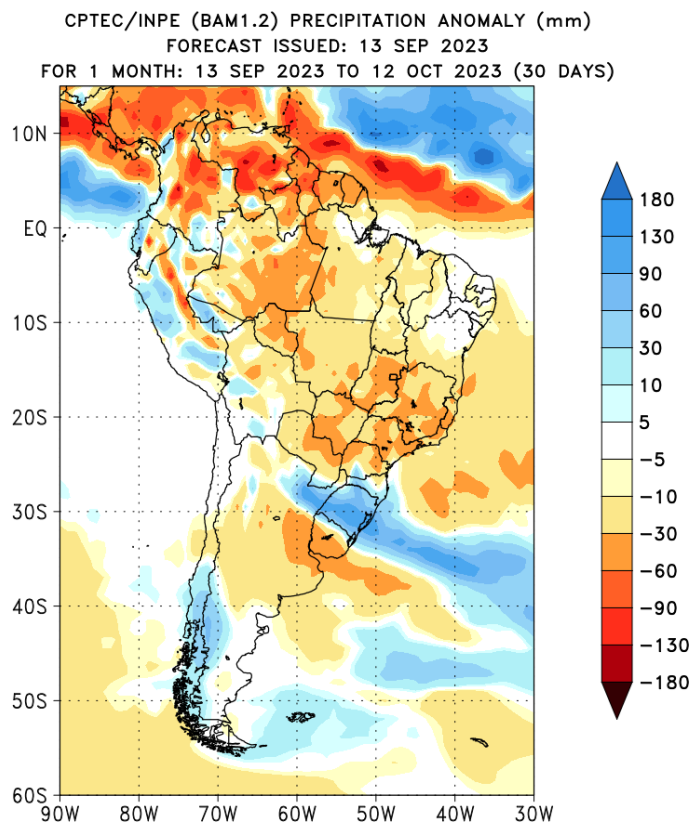 CPTEC/INPE (BAM1.2) PRECIPITATION ANOMALY (mm)
FORECAST ISSUED: 13 SEP 2023
FOR 1 MONTH: 13 SEP 2023 TO 12 OCT 2023 (30 DAYS)
10N
EQ
10S
20S
30S
40S
50S
60S
90W 80W 70W 60W 50W 40W 30W
180
130
90
60
30
10
5
-5
-10
-30
-60
-90
-130
-180